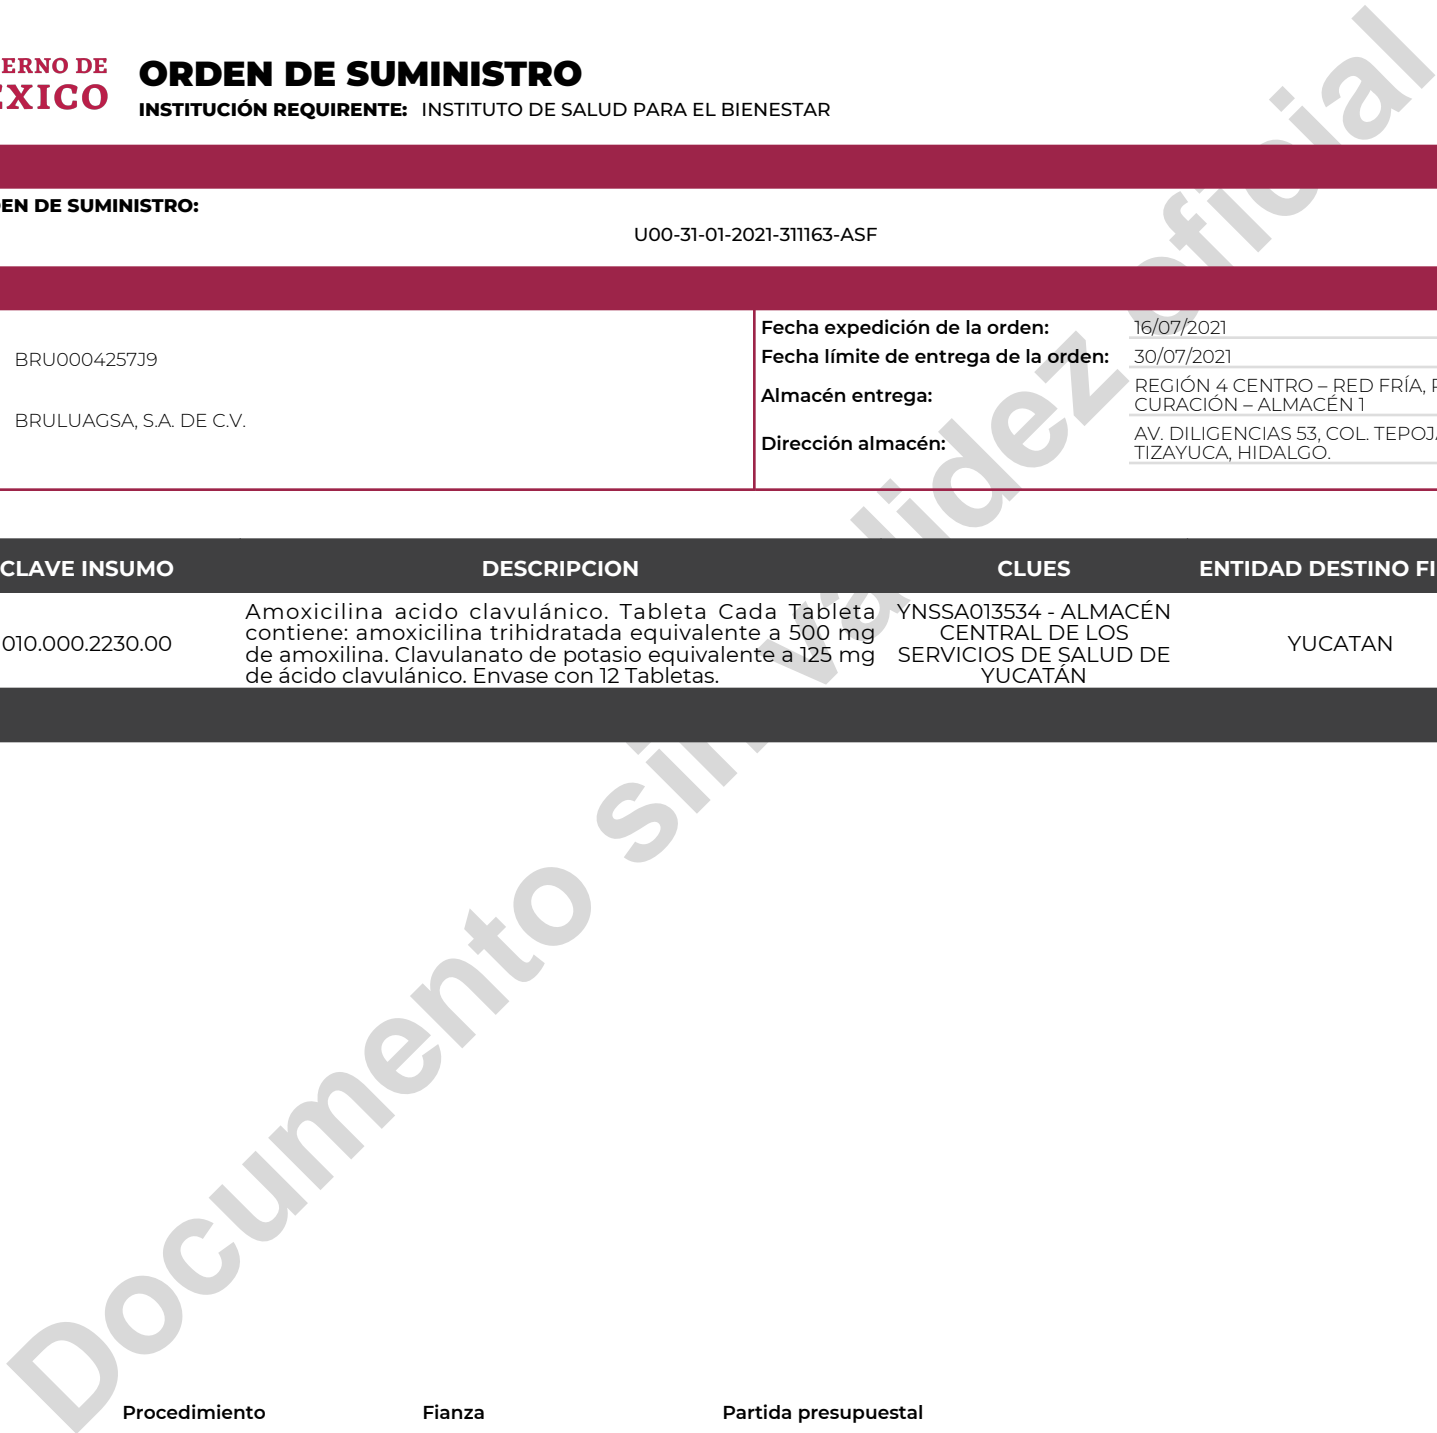 ERNO DE
EXICO
ORDEN DE SUMINISTRO
INSTITUCIÓN REQUIRENTE: INSTITUTO DE SALUD PARA EL BIENESTAR
EN DE SUMINISTRO:
U00-31-01-2021-311163-ASF
BRU0004257J9
BRULUAGSA, S.A. DE C.V.
Fecha expedición de la orden: 16/07/2021
Fecha límite de entrega de la orden: 30/07/2021
Almacén entrega:
REGIÓN 4 CENTRO – RED FRÍA,
CURACIÓN – ALMACÉN 1
Dirección almacén:
AV. DILIGENCIAS 53, COL. TEPOJA
TIZAYUCA, HIDALGO.
CLAVE INSUMO DESCRIPCION CLUES ENTIDAD DESTINO FI
010.000.2230.00
Amoxicilina acido clavulánico. Tableta Cada Tableta
contiene: amoxicilina trihidratada equivalente a 500 mg
de amoxilina. Clavulanato de potasio equivalente a 125 mg
de ácido clavulánico. Envase con 12 Tabletas.
YNSSA013534 - ALMACÉN
CENTRAL DE LOS
SERVICIOS DE SALUD DE
YUCATÁN
YUCATAN
Documento sin validez oficial
Procedimiento Fianza Partida presupuestal